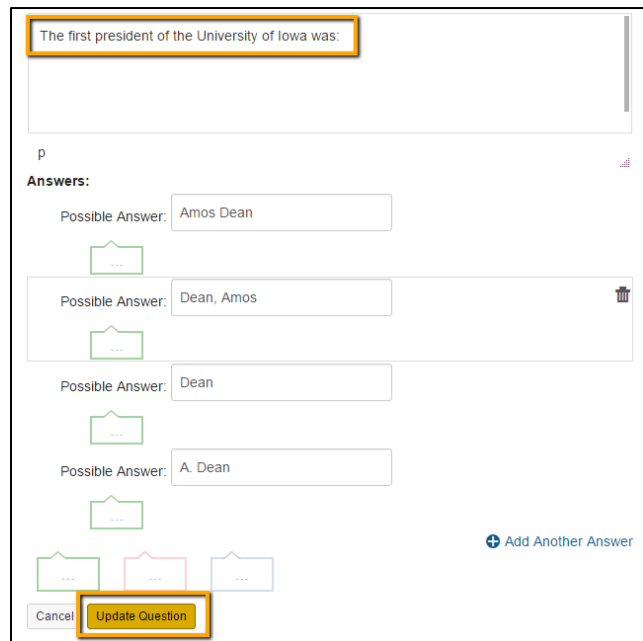 The first president of the University of Iowa was:
p
Answers:
Possible Answer: Amos Dean
...
Possible Answer: Dean, Amos
...
Possible Answer: Dean
...
Possible Answer: A. Dean
...
Add Another Answer
... ... ...
Cancel Update Question